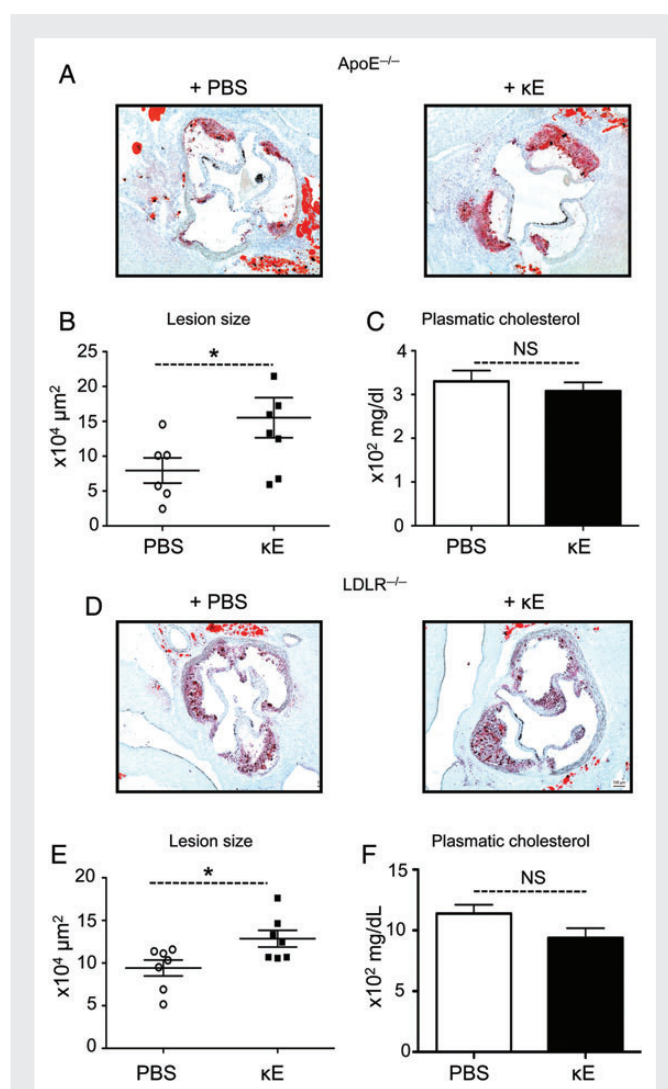 A
ApoE–/–
+ PBS
+ κE
B
Lesion size
*
x10⁴ µm²
25
20
15
10
5
0
PBS
κE
C
Plasmatic cholesterol
NS
x10² mg/dl
4
3
2
1
0
PBS
κE
D
LDLR–/–
+ PBS
+ κE
E
Lesion size
*
x10⁴ µm²
20
15
10
5
0
PBS
κE
F
Plasmatic cholesterol
NS
x10² mg/dL
15
10
5
0
PBS
κE